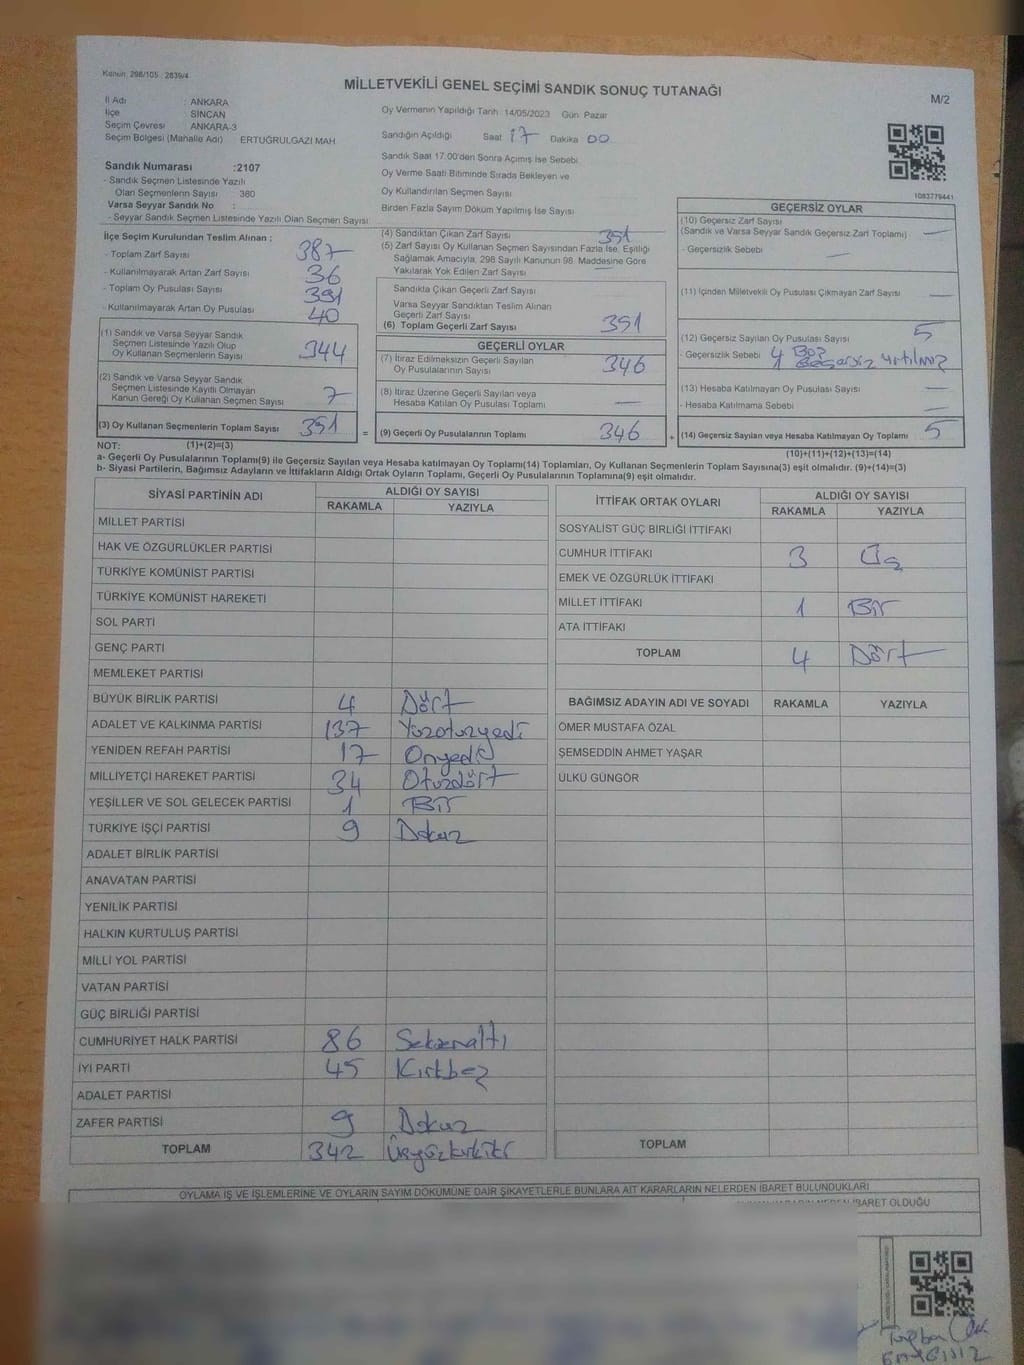 Kanun: 298/105 : 2839/4
MİLLETVEKİLİ GENEL SEÇİMİ SANDIK SONUÇ TUTANAĞI
M/2
İl Adı : ANKARA
İlçe SİNCAN
Seçim Çevresi ANKARA-3
Seçim Bölgesi (Mahalle Adı) ERTUĞRULGAZİ MAH
Oy Vermenin Yapıldığı Tarih: 14/05/2023 Gün Pazar
Sandığın Açıldığı Saat 17 Dakika 00
Sandık Saat 17:00'den Sonra Açılmış İse Sebebi
Oy Verme Saati Bitiminde Sırada Bekleyen ve
Oy Kullandırılan Seçmen Sayısı
Birden Fazla Sayım Döküm Yapılmış İse Sayısı
1083779441
Sandık Numarası :2107
- Sandık Seçmen Listesinde Yazılı
Olan Seçmenlerin Sayısı 380
Varsa Seyyar Sandık No :
- Seyyar Sandık Seçmen Listesinde Yazılı Olan Seçmen Sayısı
İlçe Seçim Kurulundan Teslim Alınan :
- Toplam Zarf Sayısı 387
- Kullanılmayarak Artan Zarf Sayısı 36
- Toplam Oy Pusulası Sayısı 391
- Kullanılmayarak Artan Oy Pusulası 40
(1) Sandık ve Varsa Seyyar Sandık
Seçmen Listesinde Yazılı Olup
Oy Kullanan Seçmenlerin Sayısı 344
(2) Sandık ve Varsa Seyyar Sandık
Seçmen Listesinde Kayıtlı Olmayan
Kanun Gereği Oy Kullanan Seçmen Sayısı 7
(3) Oy Kullanan Seçmenlerin Toplam Sayısı 351 =
(4) Sandıktan Çıkan Zarf Sayısı 351
(5) Zarf Sayısı Oy Kullanan Seçmen Sayısından Fazla İse, Eşitliği
Sağlamak Amacıyla, 298 Sayılı Kanunun 98. Maddesine Göre
Yakılarak Yok Edilen Zarf Sayısı —
Sandıkta Çıkan Geçerli Zarf Sayısı
Varsa Seyyar Sandıktan Teslim Alınan
Geçerli Zarf Sayısı
(6) Toplam Geçerli Zarf Sayısı 351
GEÇERLİ OYLAR
(7) İtiraz Edilmeksizin Geçerli Sayılan
Oy Pusulalarının Sayısı 346
(8) İtiraz Üzerine Geçerli Sayılan veya
Hesaba Katılan Oy Pusulası Toplamı —
(9) Geçerli Oy Pusulalarının Toplamı 346 +
GEÇERSİZ OYLAR
(10) Geçersiz Zarf Sayısı
(Sandık ve Varsa Seyyar Sandık Geçersiz Zarf Toplamı) —
- Geçersizlik Sebebi —
(11) İçinden Milletvekili Oy Pusulası Çıkmayan Zarf Sayısı —
(12) Geçersiz Sayılan Oy Pusulası Sayısı 5
- Geçersizlik Sebebi 4 Boş
1 yırtılmış
(13) Hesaba Katılmayan Oy Pusulası Sayısı —
- Hesaba Katılmama Sebebi —
(14) Geçersiz Sayılan veya Hesaba Katılmayan Oy Toplamı 5
NOT: (1)+(2)=(3)
(10)+(11)+(12)+(13)=(14)
a- Geçerli Oy Pusulalarının Toplamı(9) ile Geçersiz Sayılan veya Hesaba katılmayan Oy Toplamı(14) Toplamları, Oy Kullanan Seçmenlerin Toplam Sayısına(3) eşit olmalıdır. (9)+(14)=(3)
b- Siyasi Partilerin, Bağımsız Adayların ve İttifakların Aldığı Ortak Oyların Toplamı, Geçerli Oy Pusulalarının Toplamına(9) eşit olmalıdır.
SİYASİ PARTİNİN ADI ALDIĞI OY SAYISI
RAKAMLA YAZIYLA
MİLLET PARTİSİ
HAK VE ÖZGÜRLÜKLER PARTİSİ
TÜRKİYE KOMÜNİST PARTİSİ
TÜRKİYE KOMÜNİST HAREKETİ
SOL PARTİ
GENÇ PARTİ
MEMLEKET PARTİSİ
BÜYÜK BİRLİK PARTİSİ 4 Dört
ADALET VE KALKINMA PARTİSİ 137 Yüzotuzyedi
YENİDEN REFAH PARTİSİ 17 Onyedi
MİLLİYETÇİ HAREKET PARTİSİ 34 Otuzdört
YEŞİLLER VE SOL GELECEK PARTİSİ 1 Bir
TÜRKİYE İŞÇİ PARTİSİ 9 Dokuz
ADALET BİRLİK PARTİSİ
ANAVATAN PARTİSİ
YENİLİK PARTİSİ
HALKIN KURTULUŞ PARTİSİ
MİLLİ YOL PARTİSİ
VATAN PARTİSİ
GÜÇ BİRLİĞİ PARTİSİ
CUMHURİYET HALK PARTİSİ 86 Seksenaltı
İYİ PARTİ 45 Kırkbeş
ADALET PARTİSİ
ZAFER PARTİSİ 9 Dokuz
TOPLAM 342 Üçyüzkırkiki
İTTİFAK ORTAK OYLARI ALDIĞI OY SAYISI
RAKAMLA YAZIYLA
SOSYALİST GÜÇ BİRLİĞİ İTTİFAKI
CUMHUR İTTİFAKI 3 Üç
EMEK VE ÖZGÜRLÜK İTTİFAKI
MİLLET İTTİFAKI 1 Bir
ATA İTTİFAKI
TOPLAM 4 Dört
BAĞIMSIZ ADAYIN ADI VE SOYADI RAKAMLA YAZIYLA
ÖMER MUSTAFA ÖZAL
ŞEMSEDDİN AHMET YAŞAR
ÜLKÜ GÜNGÖR
TOPLAM
OYLAMA İŞ VE İŞLEMLERİNE VE OYLARIN SAYIM DÖKÜMÜNE DAİR ŞİKAYETLERLE BUNLARA AİT KARARLARIN NELERDEN İBARET BULUNDUKLARI
NEDEN İBARET OLDUĞU